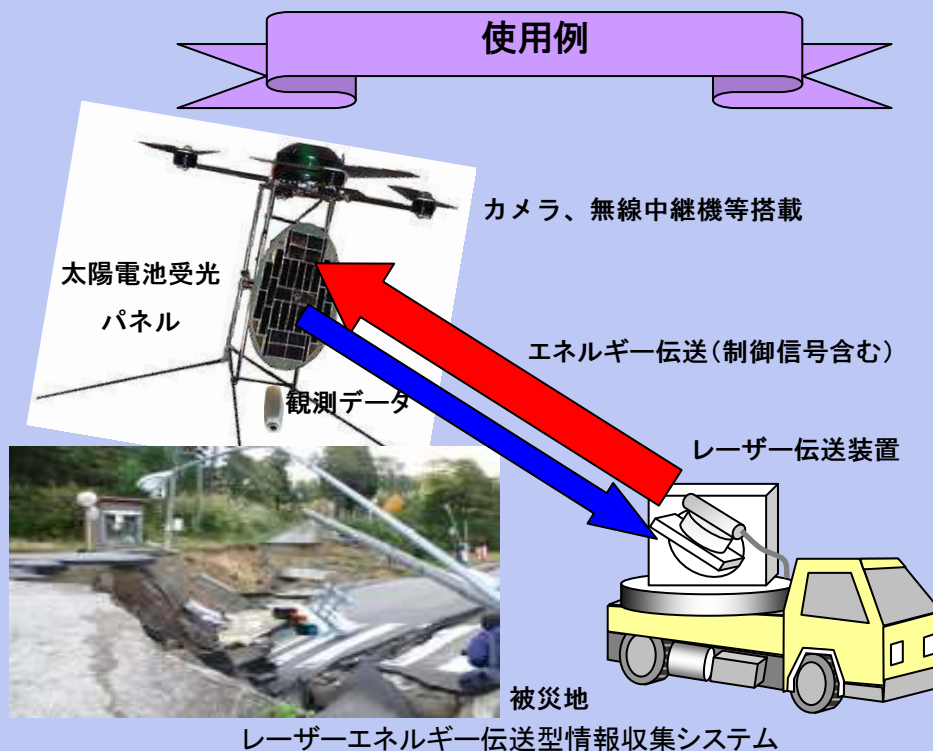 使用例
カメラ、無線中継機等搭載
太陽電池受光
パネル
エネルギー伝送(制御信号含む)
観測データ
レーザー伝送装置
被災地
レーザーエネルギー伝送型情報収集システム